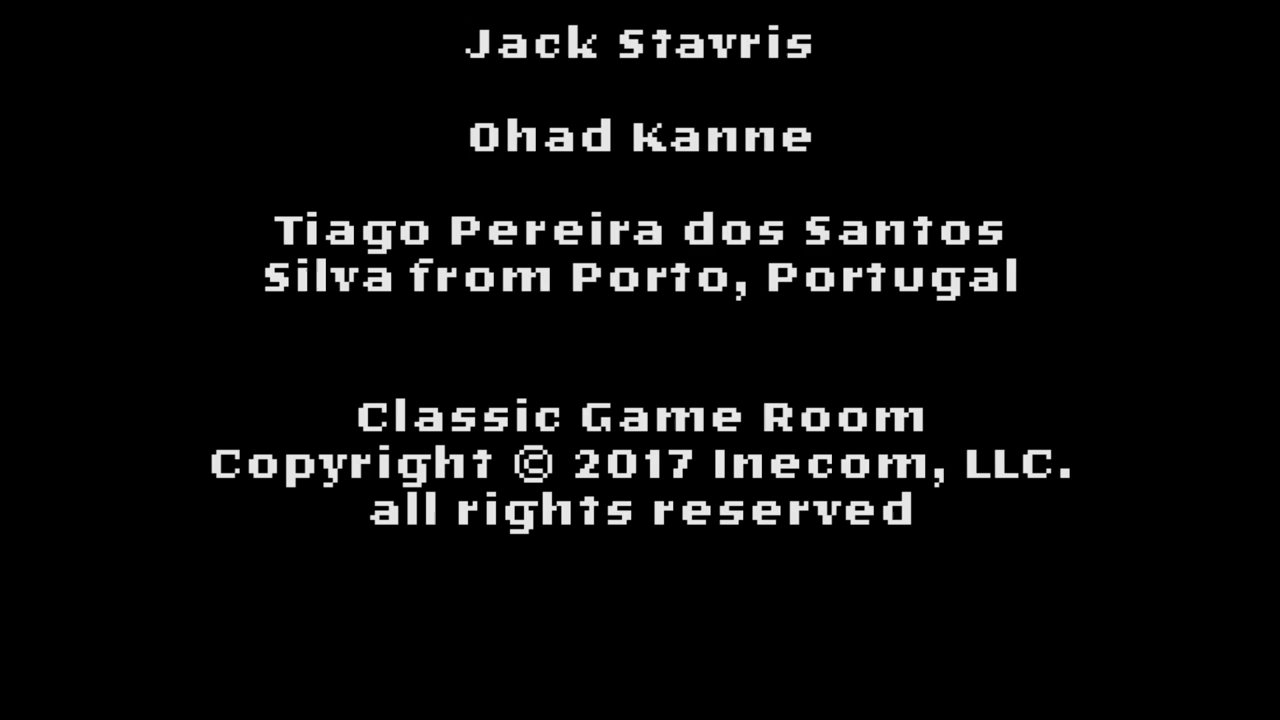 Jack Stavris
Ohad Kanne
Tiago Pereira dos Santos
Silva from Porto, Portugal
Classic Game Room
Copyright © 2017 Inecom, LLC.
all rights reserved